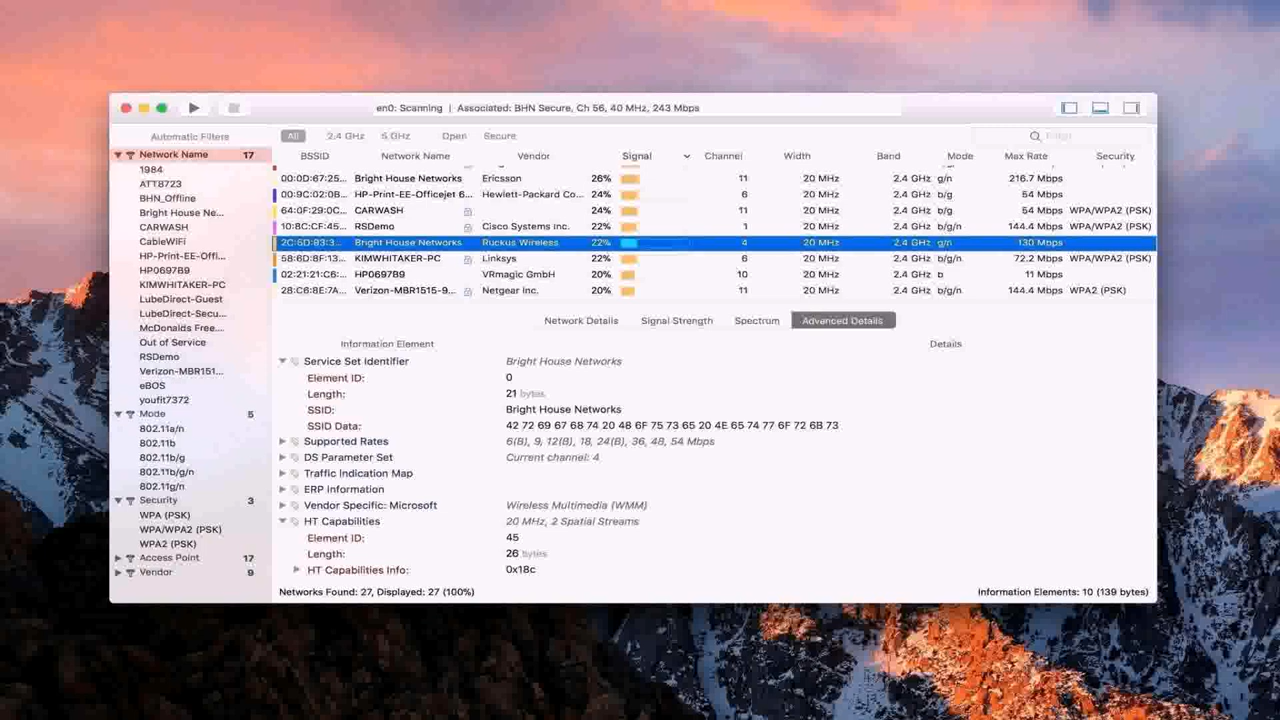 en0: Scanning | Associated: BHN Secure, Ch 56, 40 MHz, 243 Mbps
Automatic Filters
Network Name 17
1984
ATT8723
BHN_Offline
Bright House Ne...
CARWASH
CableWiFi
HP-Print-EE-Offi...
HP0697B9
KIMWHITAKER-PC
LubeDirect-Guest
LubeDirect-Secu...
McDonalds Free....
Out of Service
RSDemo
Verizon-MBR151...
eBOS
youfit7372
Mode 5
802.11a/n
802.11b
802.11b/g
802.11b/g/n
802.11g/n
Security 3
WPA (PSK)
WPA/WPA2 (PSK)
WPA2 (PSK)
Access Point 17
Vendor 9
All 2.4 GHz 5 GHz Open Secure
BSSID Network Name Vendor Signal Channel Width Band Mode Max Rate Security
00:0D:67:25... Bright House Networks Ericsson 26% 11 20 MHz 2.4 GHz g/n 216.7 Mbps
00:9C:02:0B... HP-Print-EE-Officejet 6... Hewlett-Packard Co... 24% 6 20 MHz 2.4 GHz b/g 54 Mbps
64:0F:29:0C... CARWASH 24% 11 20 MHz 2.4 GHz b/g 54 Mbps WPA/WPA2 (PSK)
10:8C:CF:45... RSDemo Cisco Systems Inc. 22% 1 20 MHz 2.4 GHz b/g/n 144.4 Mbps WPA/WPA2 (PSK)
2C:5D:93:3... Bright House Networks Ruckus Wireless 22% 4 20 MHz 2.4 GHz g/n 130 Mbps
58:6D:8F:13... KIMWHITAKER-PC Linksys 22% 6 20 MHz 2.4 GHz b/g/n 72.2 Mbps WPA/WPA2 (PSK)
02:21:21:C6:... HP0697B9 VRmagic GmbH 20% 10 20 MHz 2.4 GHz b 11 Mbps
28:C6:8E:7A... Verizon-MBR1515-9... Netgear Inc. 20% 11 20 MHz 2.4 GHz b/g/n 144.4 Mbps WPA2 (PSK)
Network Details Signal Strength Spectrum Advanced Details
Information Element Details
Service Set Identifier Bright House Networks
Element ID: 0
Length: 21 bytes
SSID: Bright House Networks
SSID Data: 42 72 69 67 68 74 20 48 6F 75 73 65 20 4E 65 74 77 6F 72 6B 73
Supported Rates 6(B), 9, 12(B), 18, 24(B), 36, 48, 54 Mbps
DS Parameter Set Current channel: 4
Traffic Indication Map
ERP Information
Vendor Specific: Microsoft Wireless Multimedia (WMM)
HT Capabilities 20 MHz, 2 Spatial Streams
Element ID: 45
Length: 26 bytes
HT Capabilities Info: 0x18c
Networks Found: 27, Displayed: 27 (100%)
Information Elements: 10 (139 bytes)